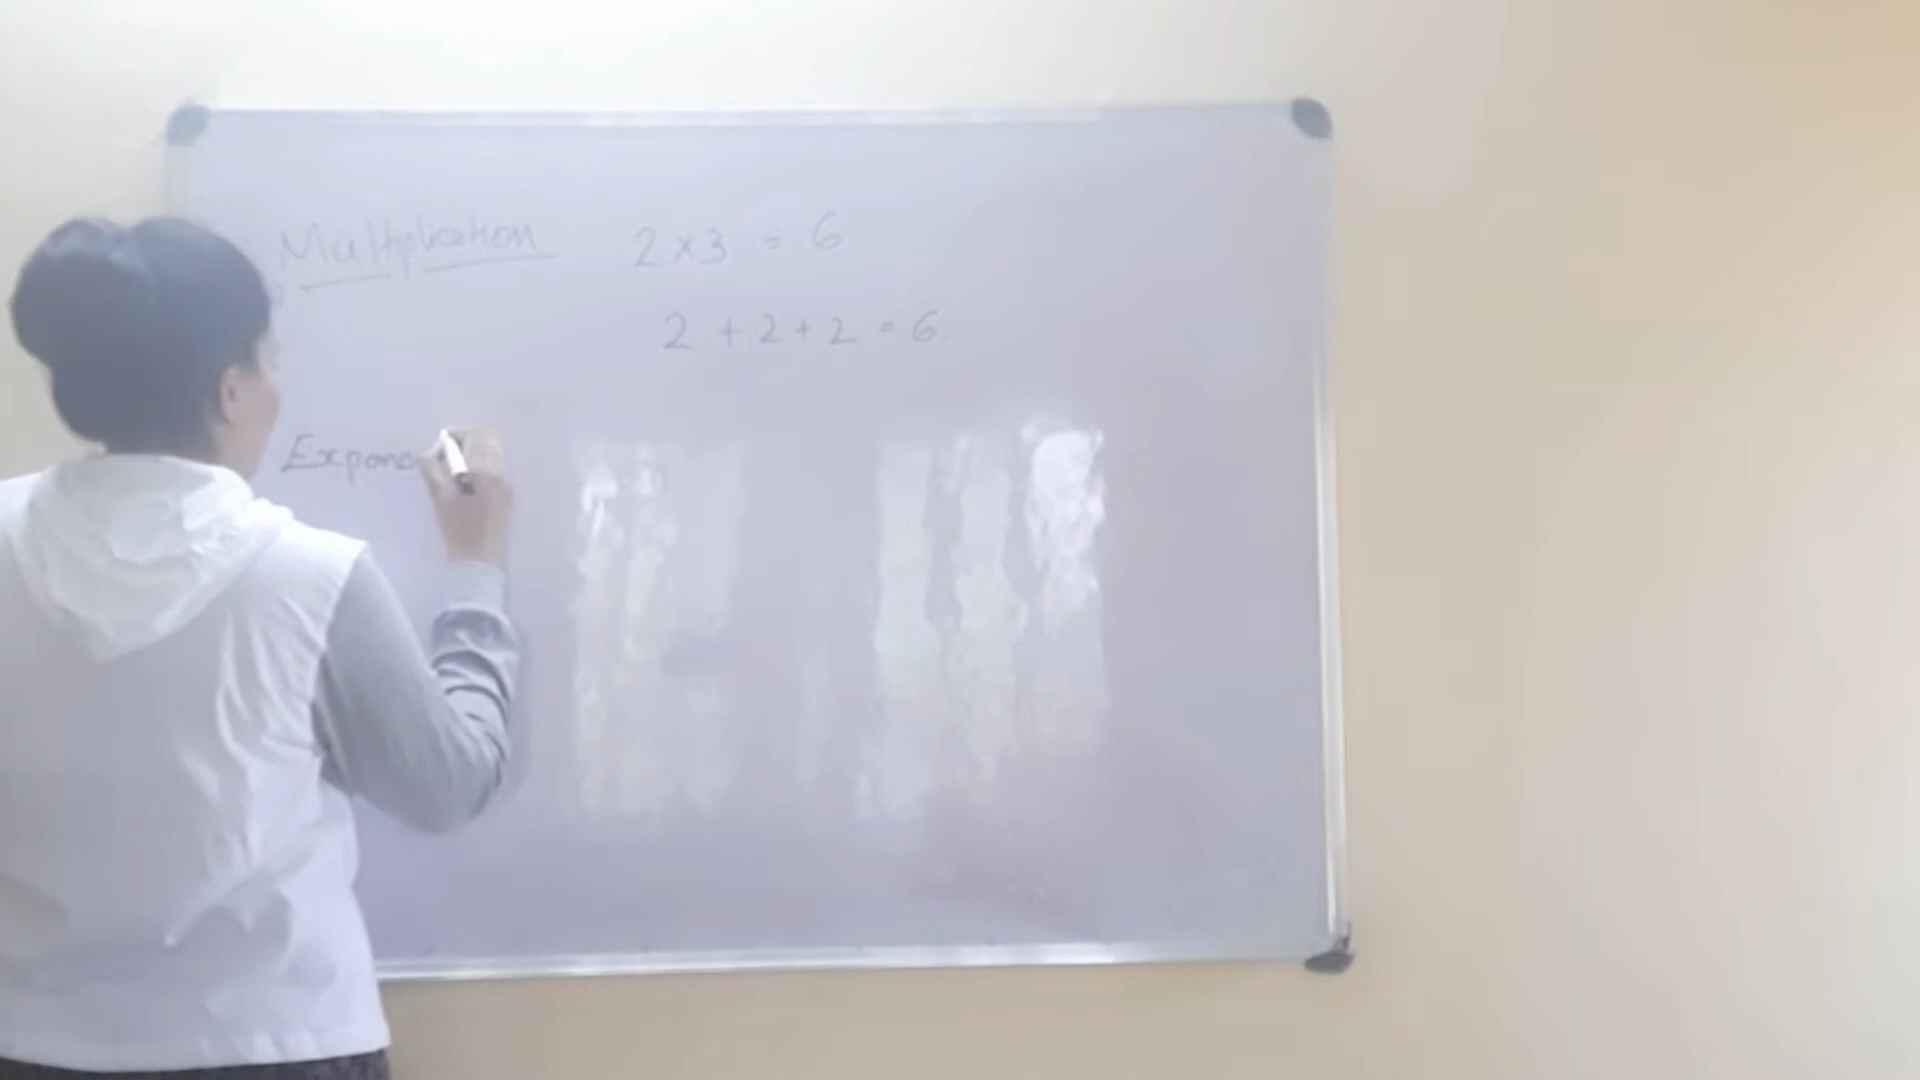 Multiplication 2 × 3 = 6
2 + 2 + 2 = 6.
Expone